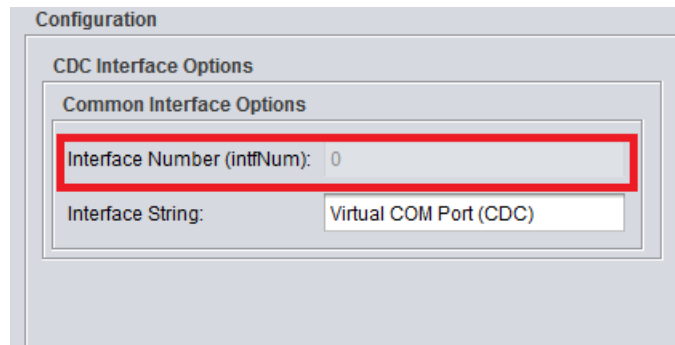 Configuration
CDC Interface Options
Common Interface Options
Interface Number (intfNum): 0
Interface String: Virtual COM Port (CDC)